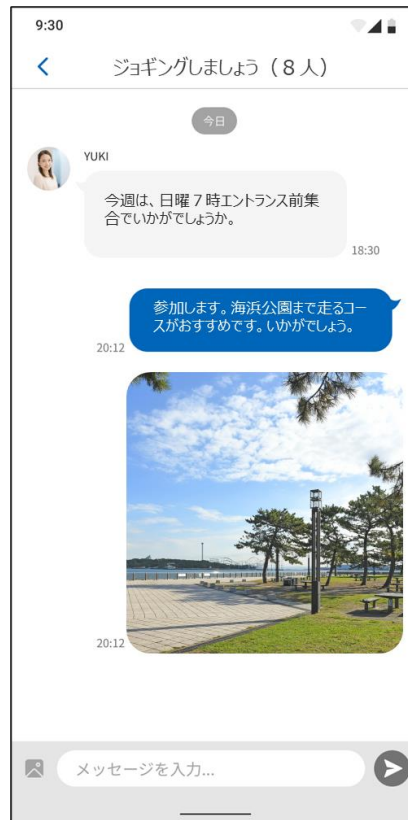 9:30
ジョギングしましょう（８人）
今日
YUKI
今週は、日曜７時エントランス前集
合でいかがでしょうか。
18:30
参加します。海浜公園まで走るコー
スがおすすめです。いかがでしょう。
20:12
20:12
メッセージを入力...